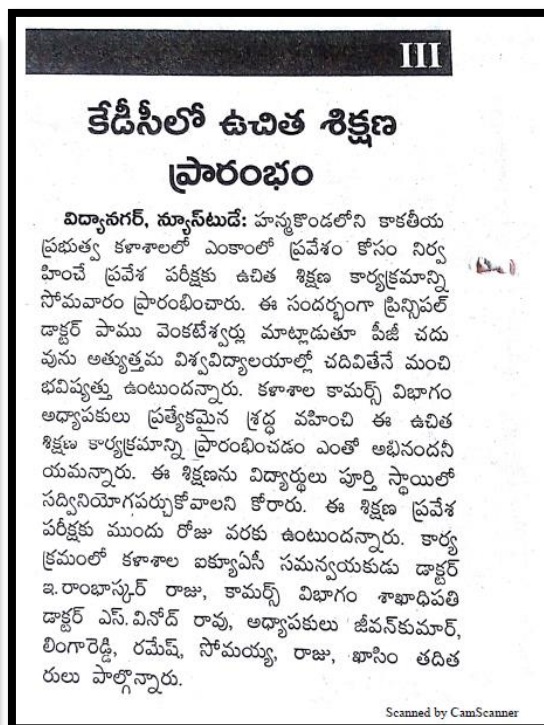 III
కేడీసీలో ఉచిత శిక్షణ
ప్రారంభం
విద్యానగర్, న్యూస్‌టుడే: హన్మకొండలోని కాకతీయ
ప్రభుత్వ కళాశాలలో ఎంకాంలో ప్రవేశం కోసం నిర్వ
హించే ప్రవేశ పరీక్షకు ఉచిత శిక్షణ కార్యక్రమాన్ని
సోమవారం ప్రారంభించారు. ఈ సందర్భంగా ప్రిన్సిపల్
డాక్టర్ పాము వెంకటేశ్వర్లు మాట్లాడుతూ పీజీ చదు
వును అత్యుత్తమ విశ్వవిద్యాలయాల్లో చదివితేనే మంచి
భవిష్యత్తు ఉంటుందన్నారు. కళాశాల కామర్స్ విభాగం
అధ్యాపకులు ప్రత్యేకమైన శ్రద్ధ వహించి ఈ ఉచిత
శిక్షణ కార్యక్రమాన్ని ప్రారంభించడం ఎంతో అభినందనీ
యమన్నారు. ఈ శిక్షణను విద్యార్థులు పూర్తి స్థాయిలో
సద్వినియోగపర్చుకోవాలని కోరారు. ఈ శిక్షణ ప్రవేశ
పరీక్షకు ముందు రోజు వరకు ఉంటుందన్నారు. కార్య
క్రమంలో కళాశాల ఐక్యూఏసీ సమన్వయకుడు డాక్టర్
ఇ.రాంభాస్కర్ రాజు, కామర్స్ విభాగం శాఖాధిపతి
డాక్టర్ ఎస్.వినోద్ రావు, అధ్యాపకులు జీవన్‌కుమార్,
లింగారెడ్డి, రమేష్, సోమయ్య, రాజు, ఖాసిం తదిత
రులు పాల్గొన్నారు.
Scanned by CamScanner